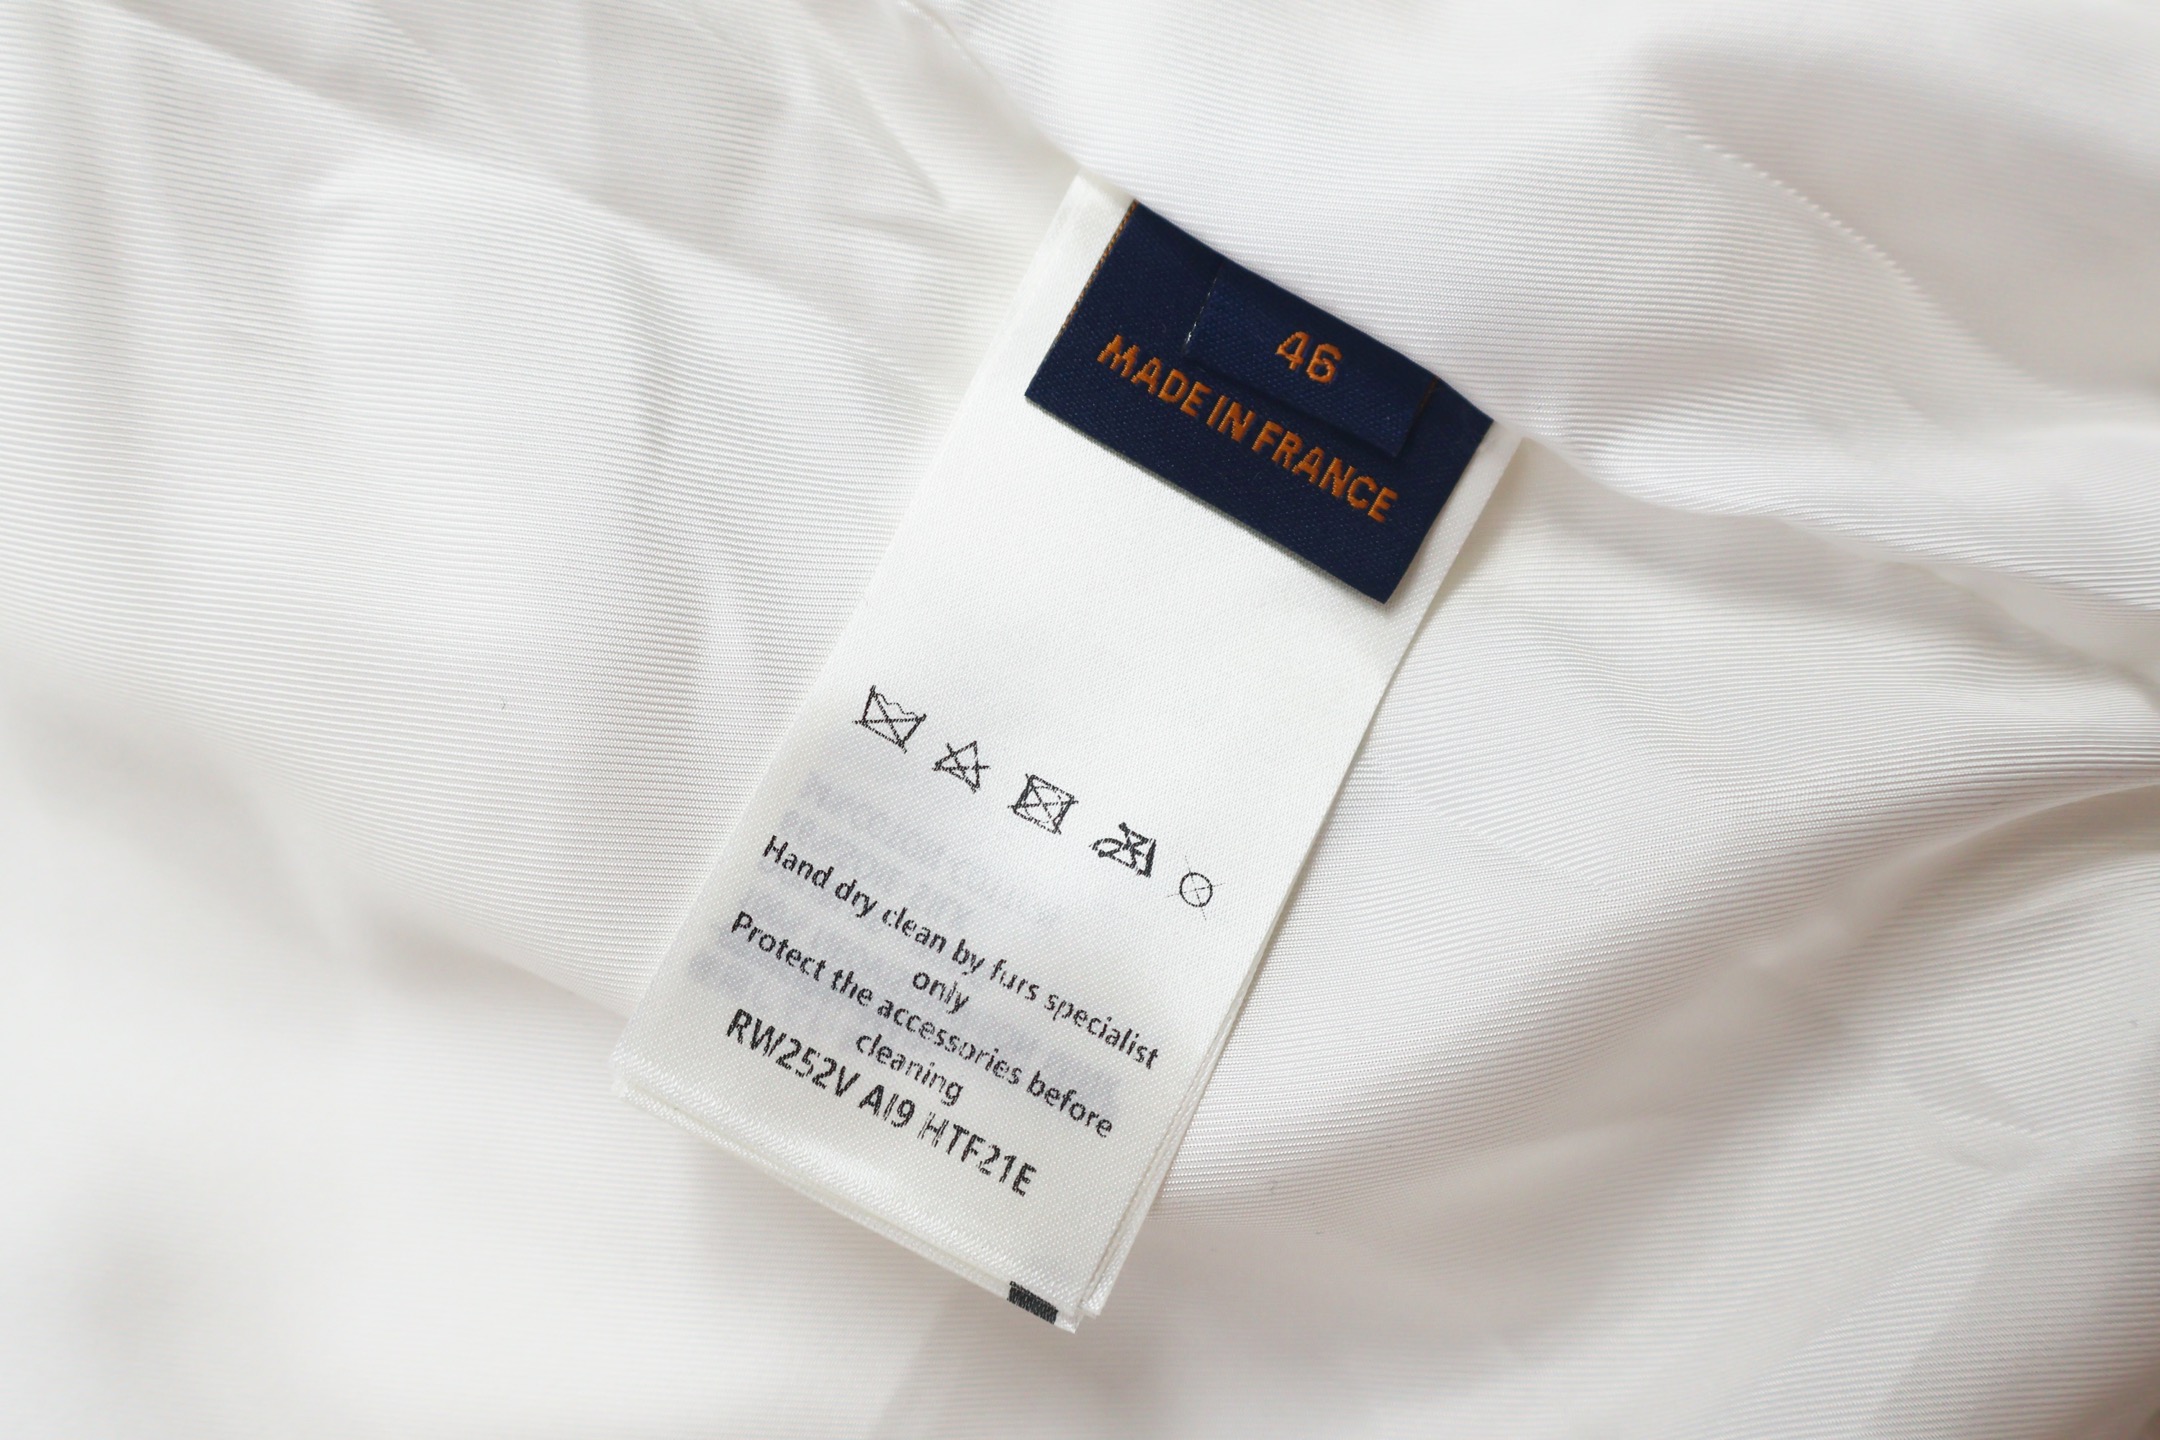 46
MADE IN FRANCE
Hand dry clean by furs specialist
only
Protect the accessories before
cleaning
RW252V AI9 HTF21E